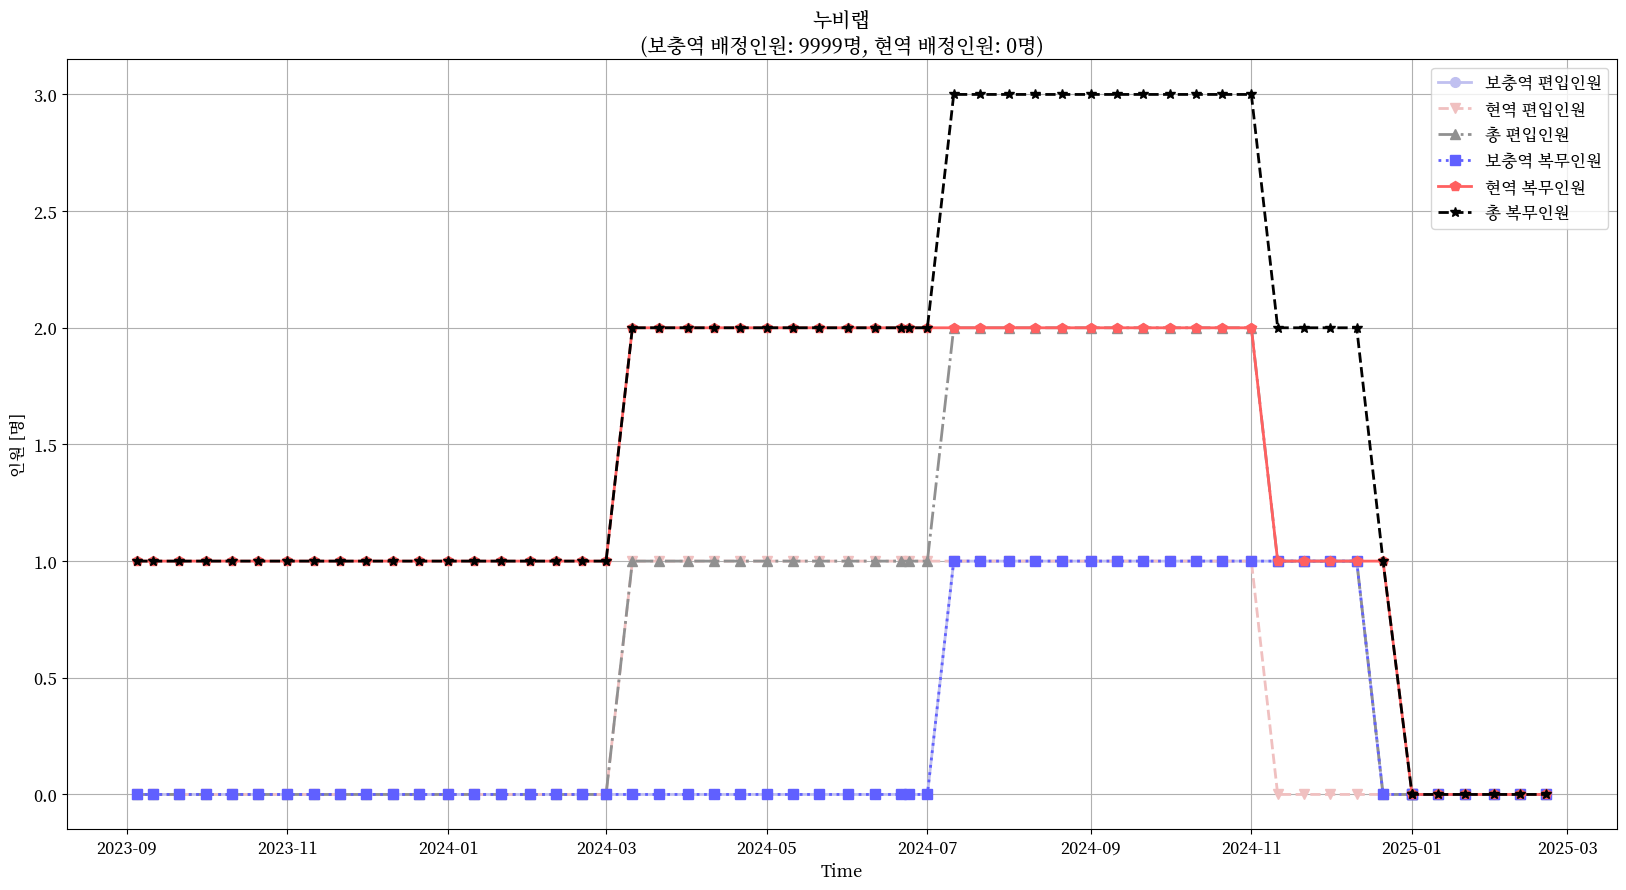 누비랩
(보충역 배정인원: 9999명, 현역 배정인원: 0명)
보충역 편입인원
현역 편입인원
총 편입인원
보충역 복무인원
현역 복무인원
총 복무인원
인원 [명]
3.0
2.5
2.0
1.5
1.0
0.5
0.0
2023-09 2023-11 2024-01 2024-03 2024-05 2024-07 2024-09 2024-11 2025-01 2025-03
Time